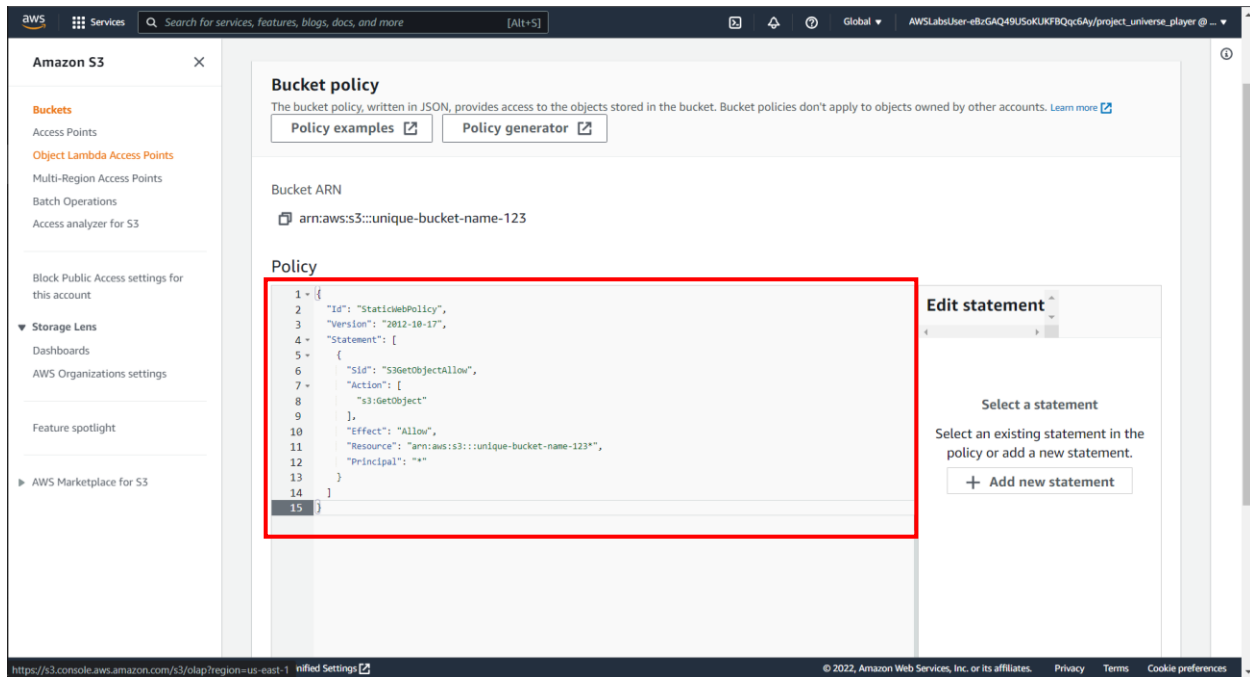 aws Services Search for services, features, blogs, docs, and more [Alt+S] Global AWSLabsUser-eBzGAQ49USoKUKFBQqc6Ay/project_universe_player @ ...
Amazon S3
Buckets
Access Points
Object Lambda Access Points
Multi-Region Access Points
Batch Operations
Access analyzer for S3
Block Public Access settings for
this account
Storage Lens
Dashboards
AWS Organizations settings
Feature spotlight
AWS Marketplace for S3
Bucket policy
The bucket policy, written in JSON, provides access to the objects stored in the bucket. Bucket policies don't apply to objects owned by other accounts. Learn more
Policy examples Policy generator
Bucket ARN
arn:aws:s3:::unique-bucket-name-123
Policy
1 {
2 "Id": "StaticWebPolicy",
3 "Version": "2012-10-17",
4 "Statement": [
5 {
6 "Sid": "S3GetObjectAllow",
7 "Action": [
8 "s3:GetObject"
9 ],
10 "Effect": "Allow",
11 "Resource": "arn:aws:s3:::unique-bucket-name-123*",
12 "Principal": "*"
13 }
14 ]
15 }
Edit statement
Select a statement
Select an existing statement in the
policy or add a new statement.
+ Add new statement
https://s3.console.aws.amazon.com/s3/olap?region=us-east-1 nified Settings © 2022, Amazon Web Services, Inc. or its affiliates. Privacy Terms Cookie preferences